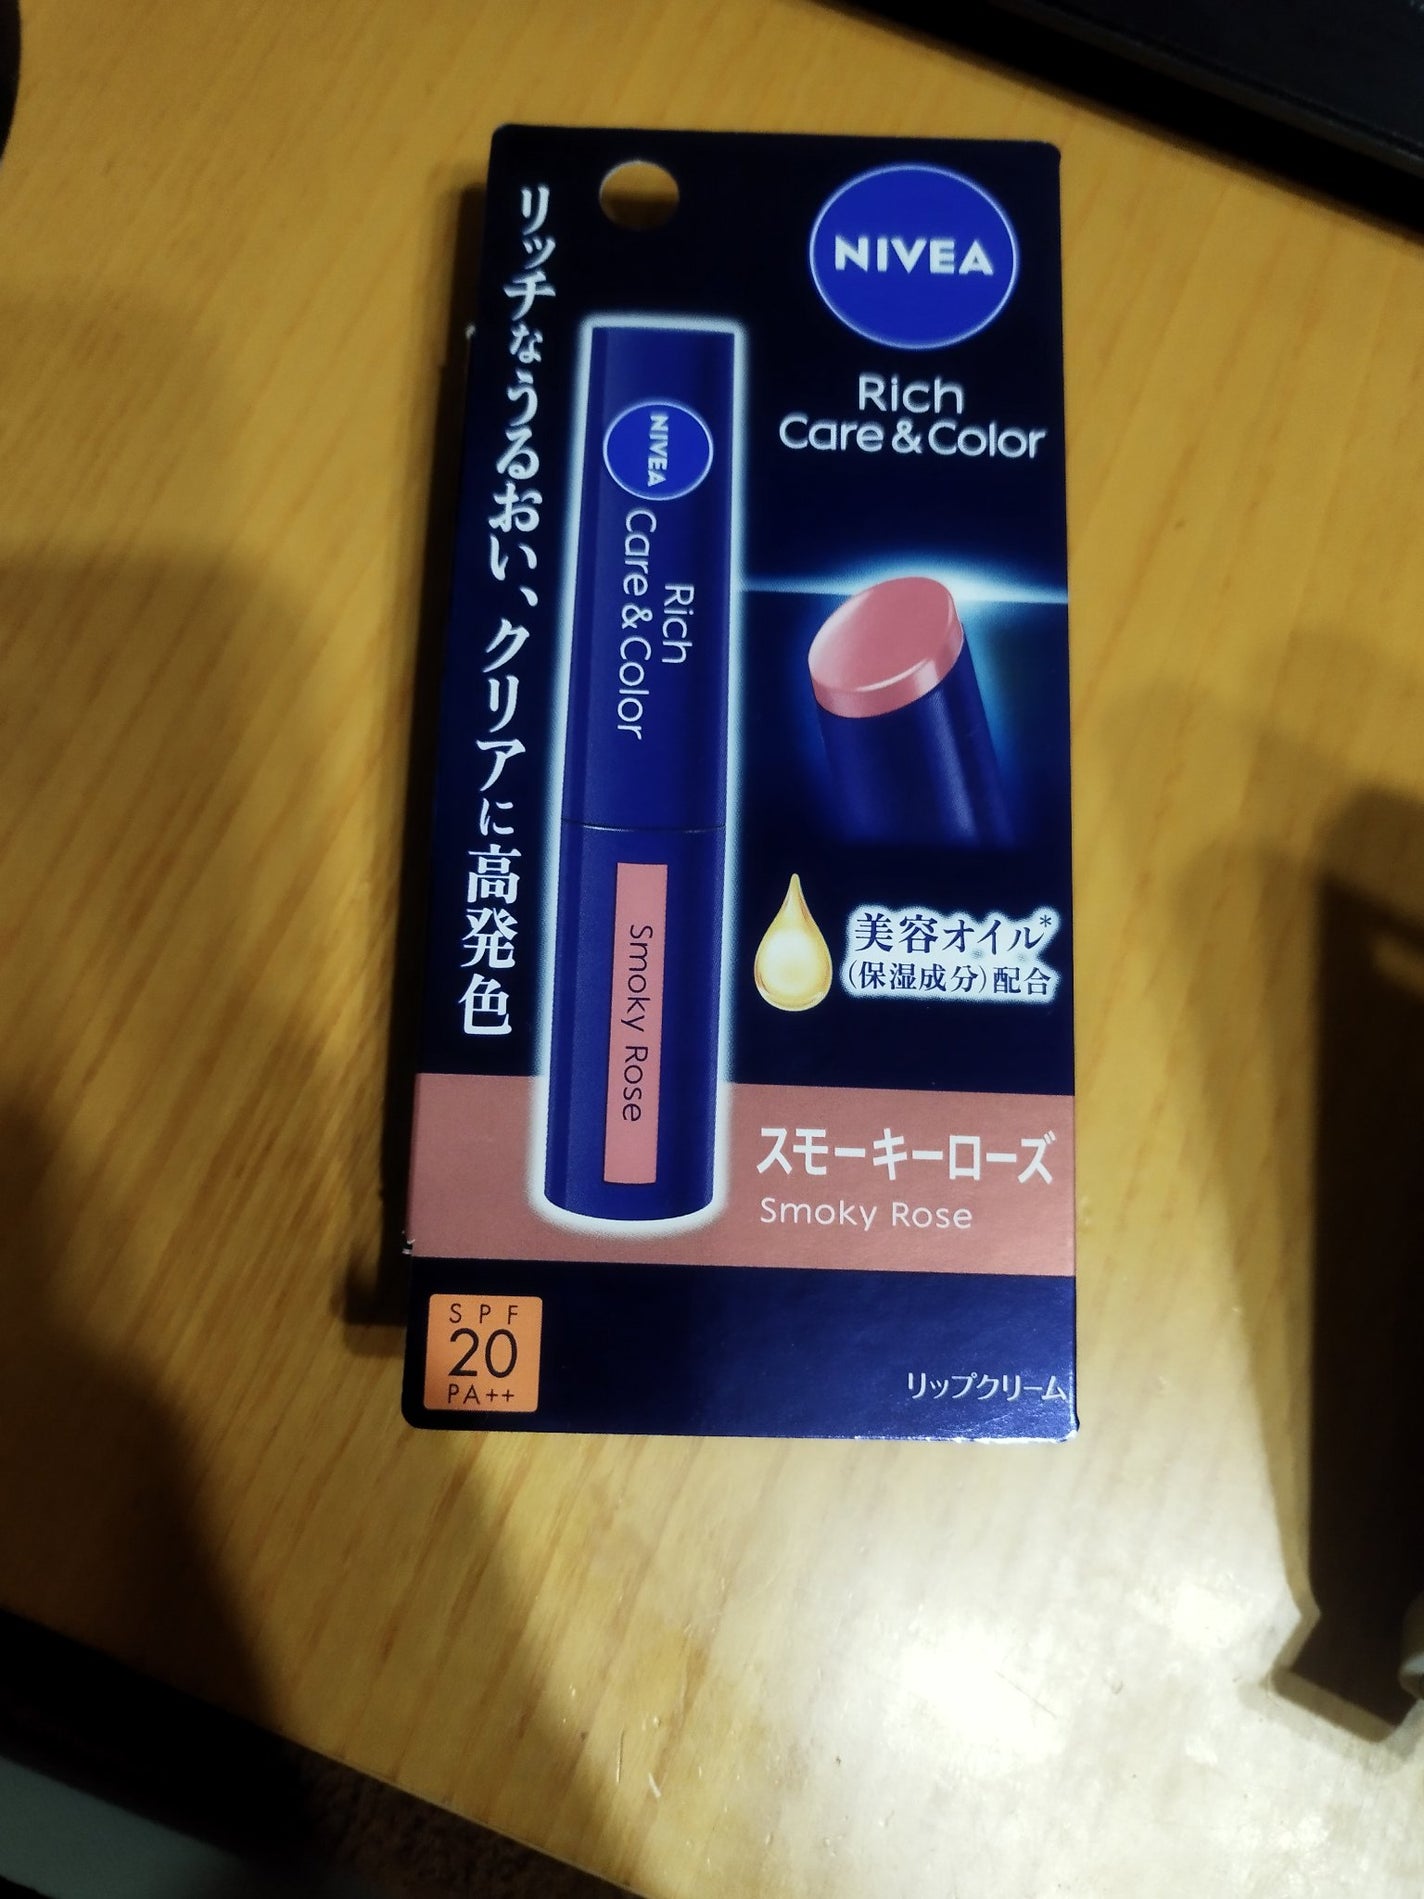 リッチなうるおい、クリアに高発色
NIVEA
Rich
Care & Color
NIVEA
Rich
Care & Color
Smoky Rose
美容オイル*
(保湿成分)配合
スモーキーローズ
Smoky Rose
SPF
20
PA++
リップクリーム